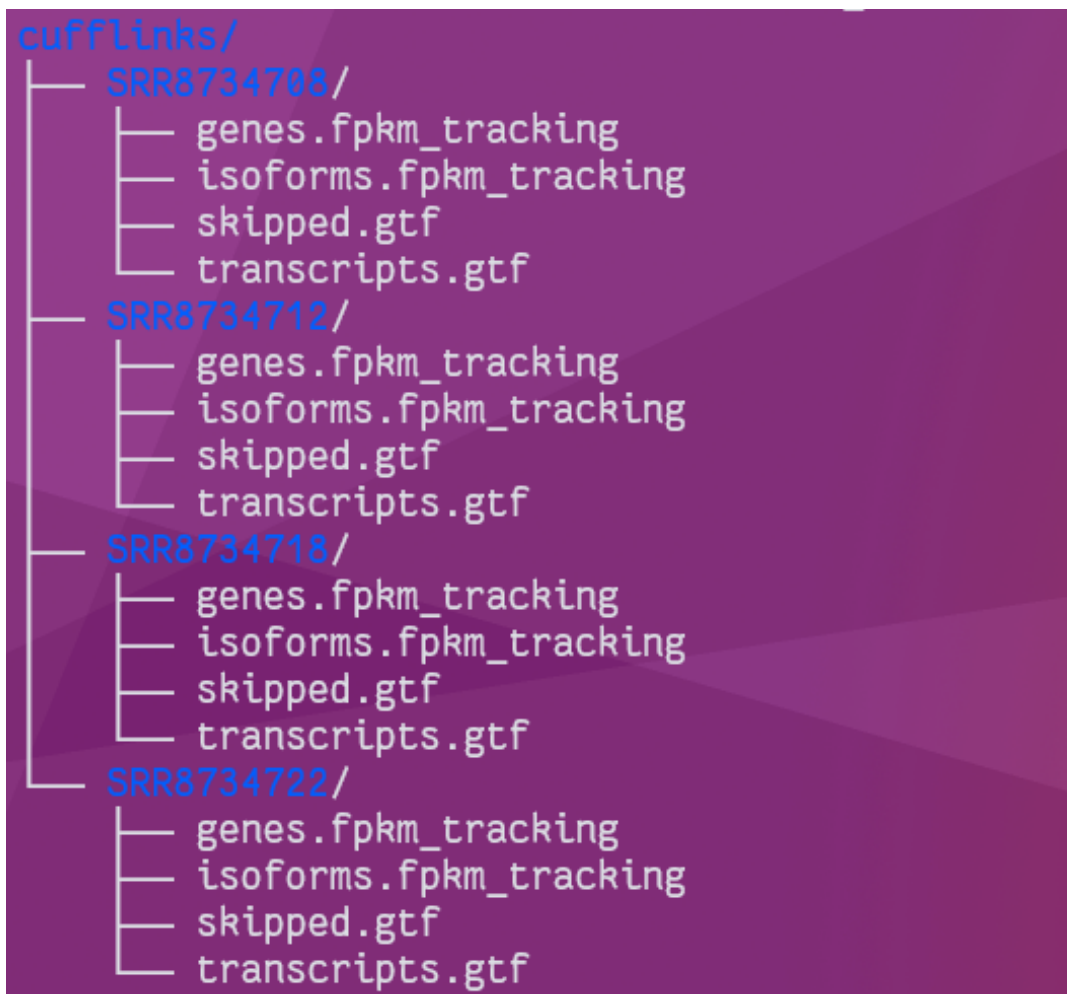 cufflinks/
├── SRR8734708/
│   ├── genes.fpkm_tracking
│   ├── isoforms.fpkm_tracking
│   ├── skipped.gtf
│   └── transcripts.gtf
├── SRR8734712/
│   ├── genes.fpkm_tracking
│   ├── isoforms.fpkm_tracking
│   ├── skipped.gtf
│   └── transcripts.gtf
├── SRR8734718/
│   ├── genes.fpkm_tracking
│   ├── isoforms.fpkm_tracking
│   ├── skipped.gtf
│   └── transcripts.gtf
└── SRR8734722/
    ├── genes.fpkm_tracking
    ├── isoforms.fpkm_tracking
    ├── skipped.gtf
    └── transcripts.gtf